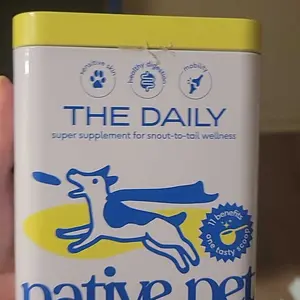 sensitive skin
healthy digestion
mobility
THE DAILY
super supplement for snout-to-tail wellness
11 benefits
one tasty scoop!
native pet